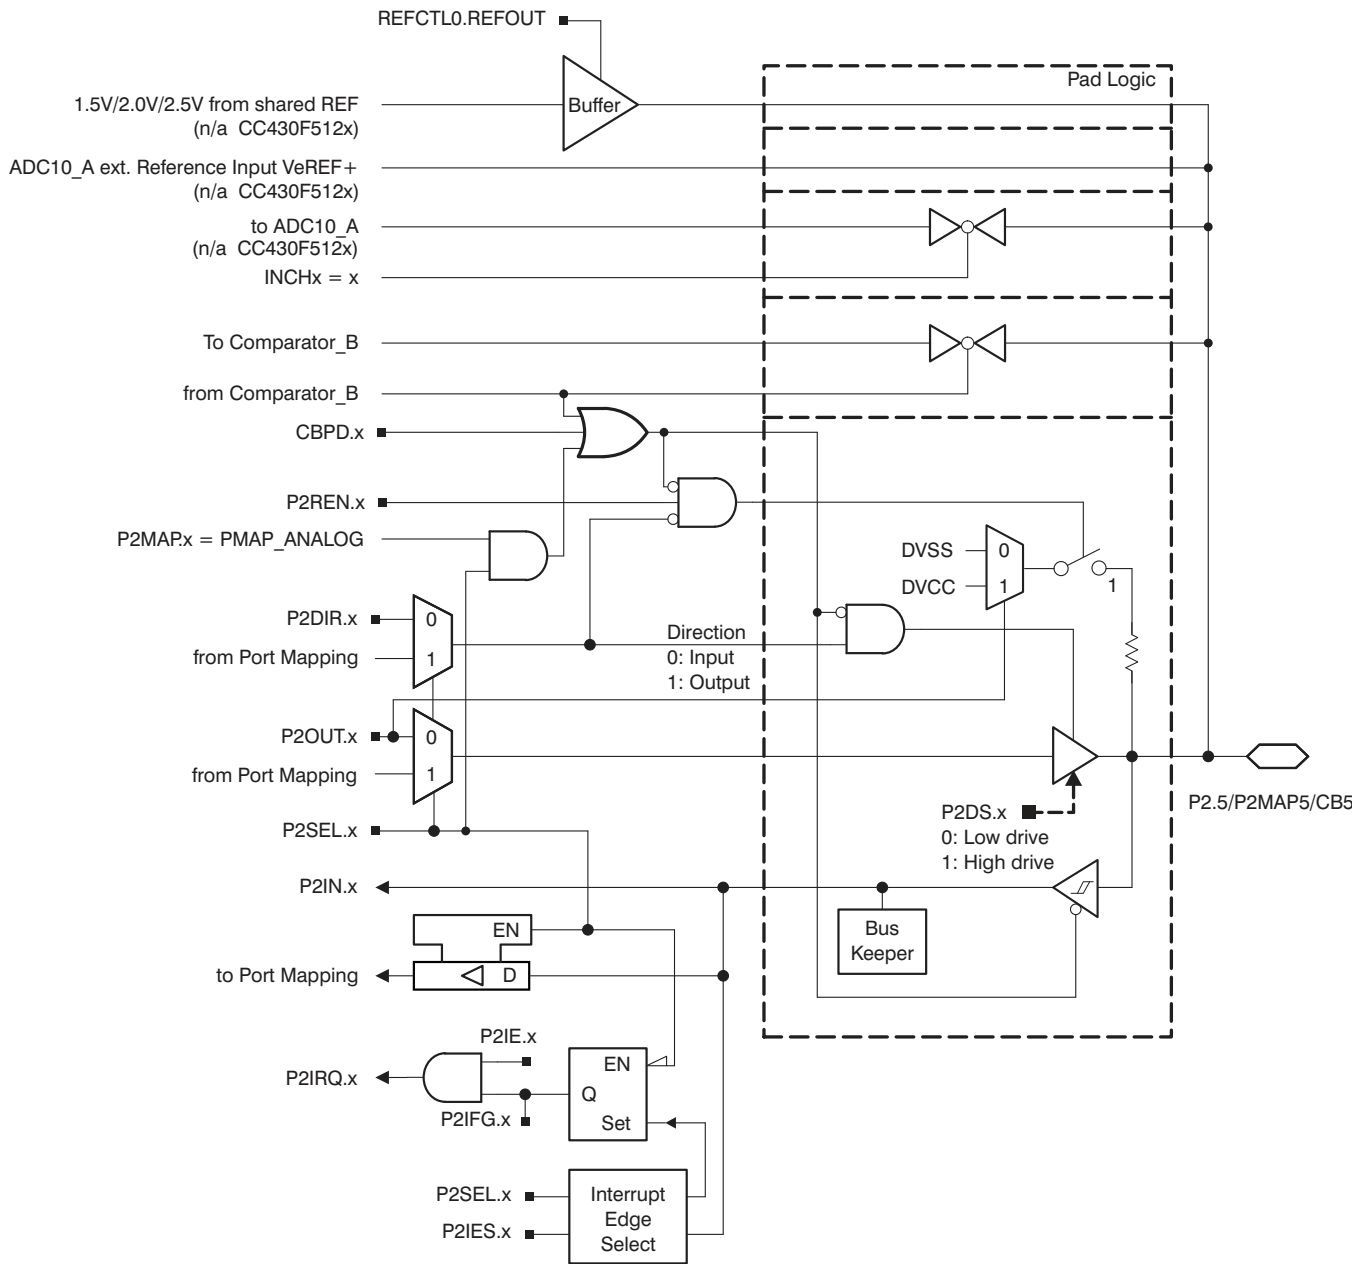 REFCTL0.REFOUT
Pad Logic
1.5V/2.0V/2.5V from shared REF
(n/a CC430F512x)
Buffer
ADC10_A ext. Reference Input VeREF+
(n/a CC430F512x)
to ADC10_A
(n/a CC430F512x)
INCHx = x
To Comparator_B
from Comparator_B
CBPD.x
P2REN.x
P2MAP.x = PMAP_ANALOG
DVSS
0
DVCC
1
1
P2DIR.x
0
from Port Mapping
1
Direction
0: Input
1: Output
P2OUT.x
0
from Port Mapping
1
P2SEL.x
P2DS.x
0: Low drive
1: High drive
P2.5/P2MAP5/CB5
P2IN.x
Bus
Keeper
EN
to Port Mapping
D
P2IE.x
P2IRQ.x
P2IFG.x
EN
Q
Set
P2SEL.x
P2IES.x
Interrupt
Edge
Select